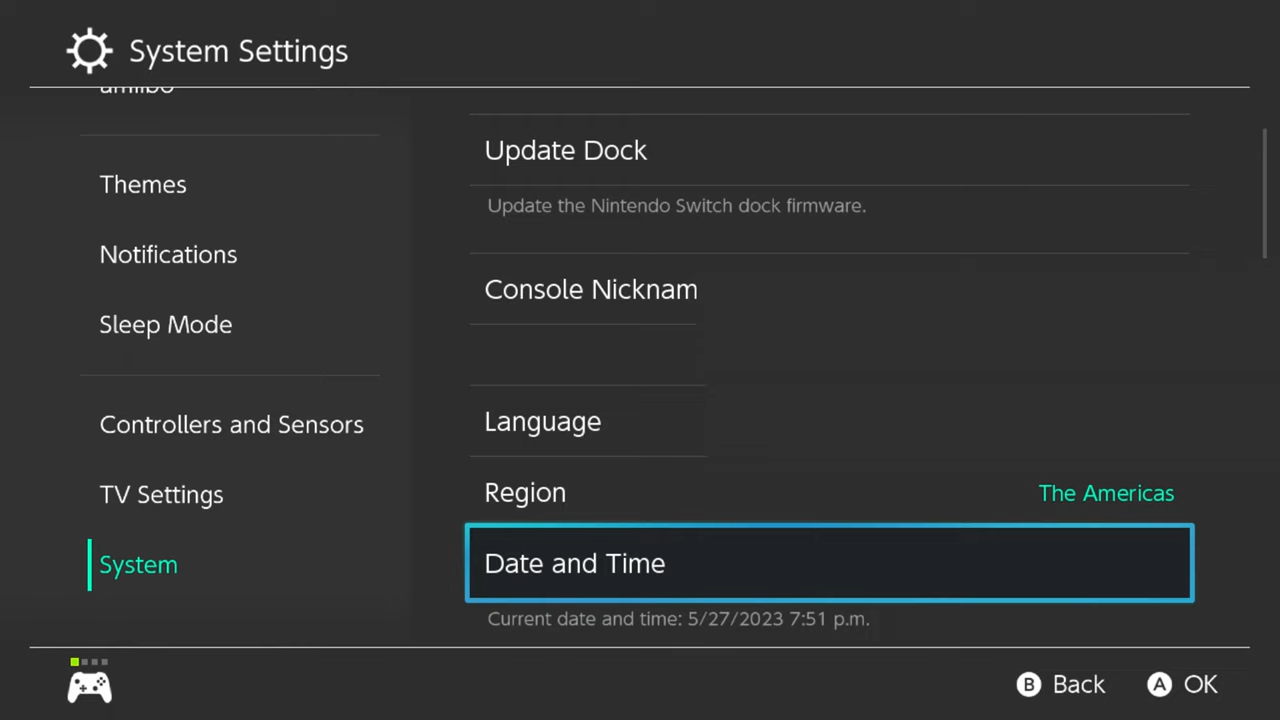 System Settings
amiibo
Themes
Notifications
Sleep Mode
Controllers and Sensors
TV Settings
System
Update Dock
Update the Nintendo Switch dock firmware.
Console Nicknam
Language
Region The Americas
Date and Time
Current date and time: 5/27/2023 7:51 p.m.
B Back A OK